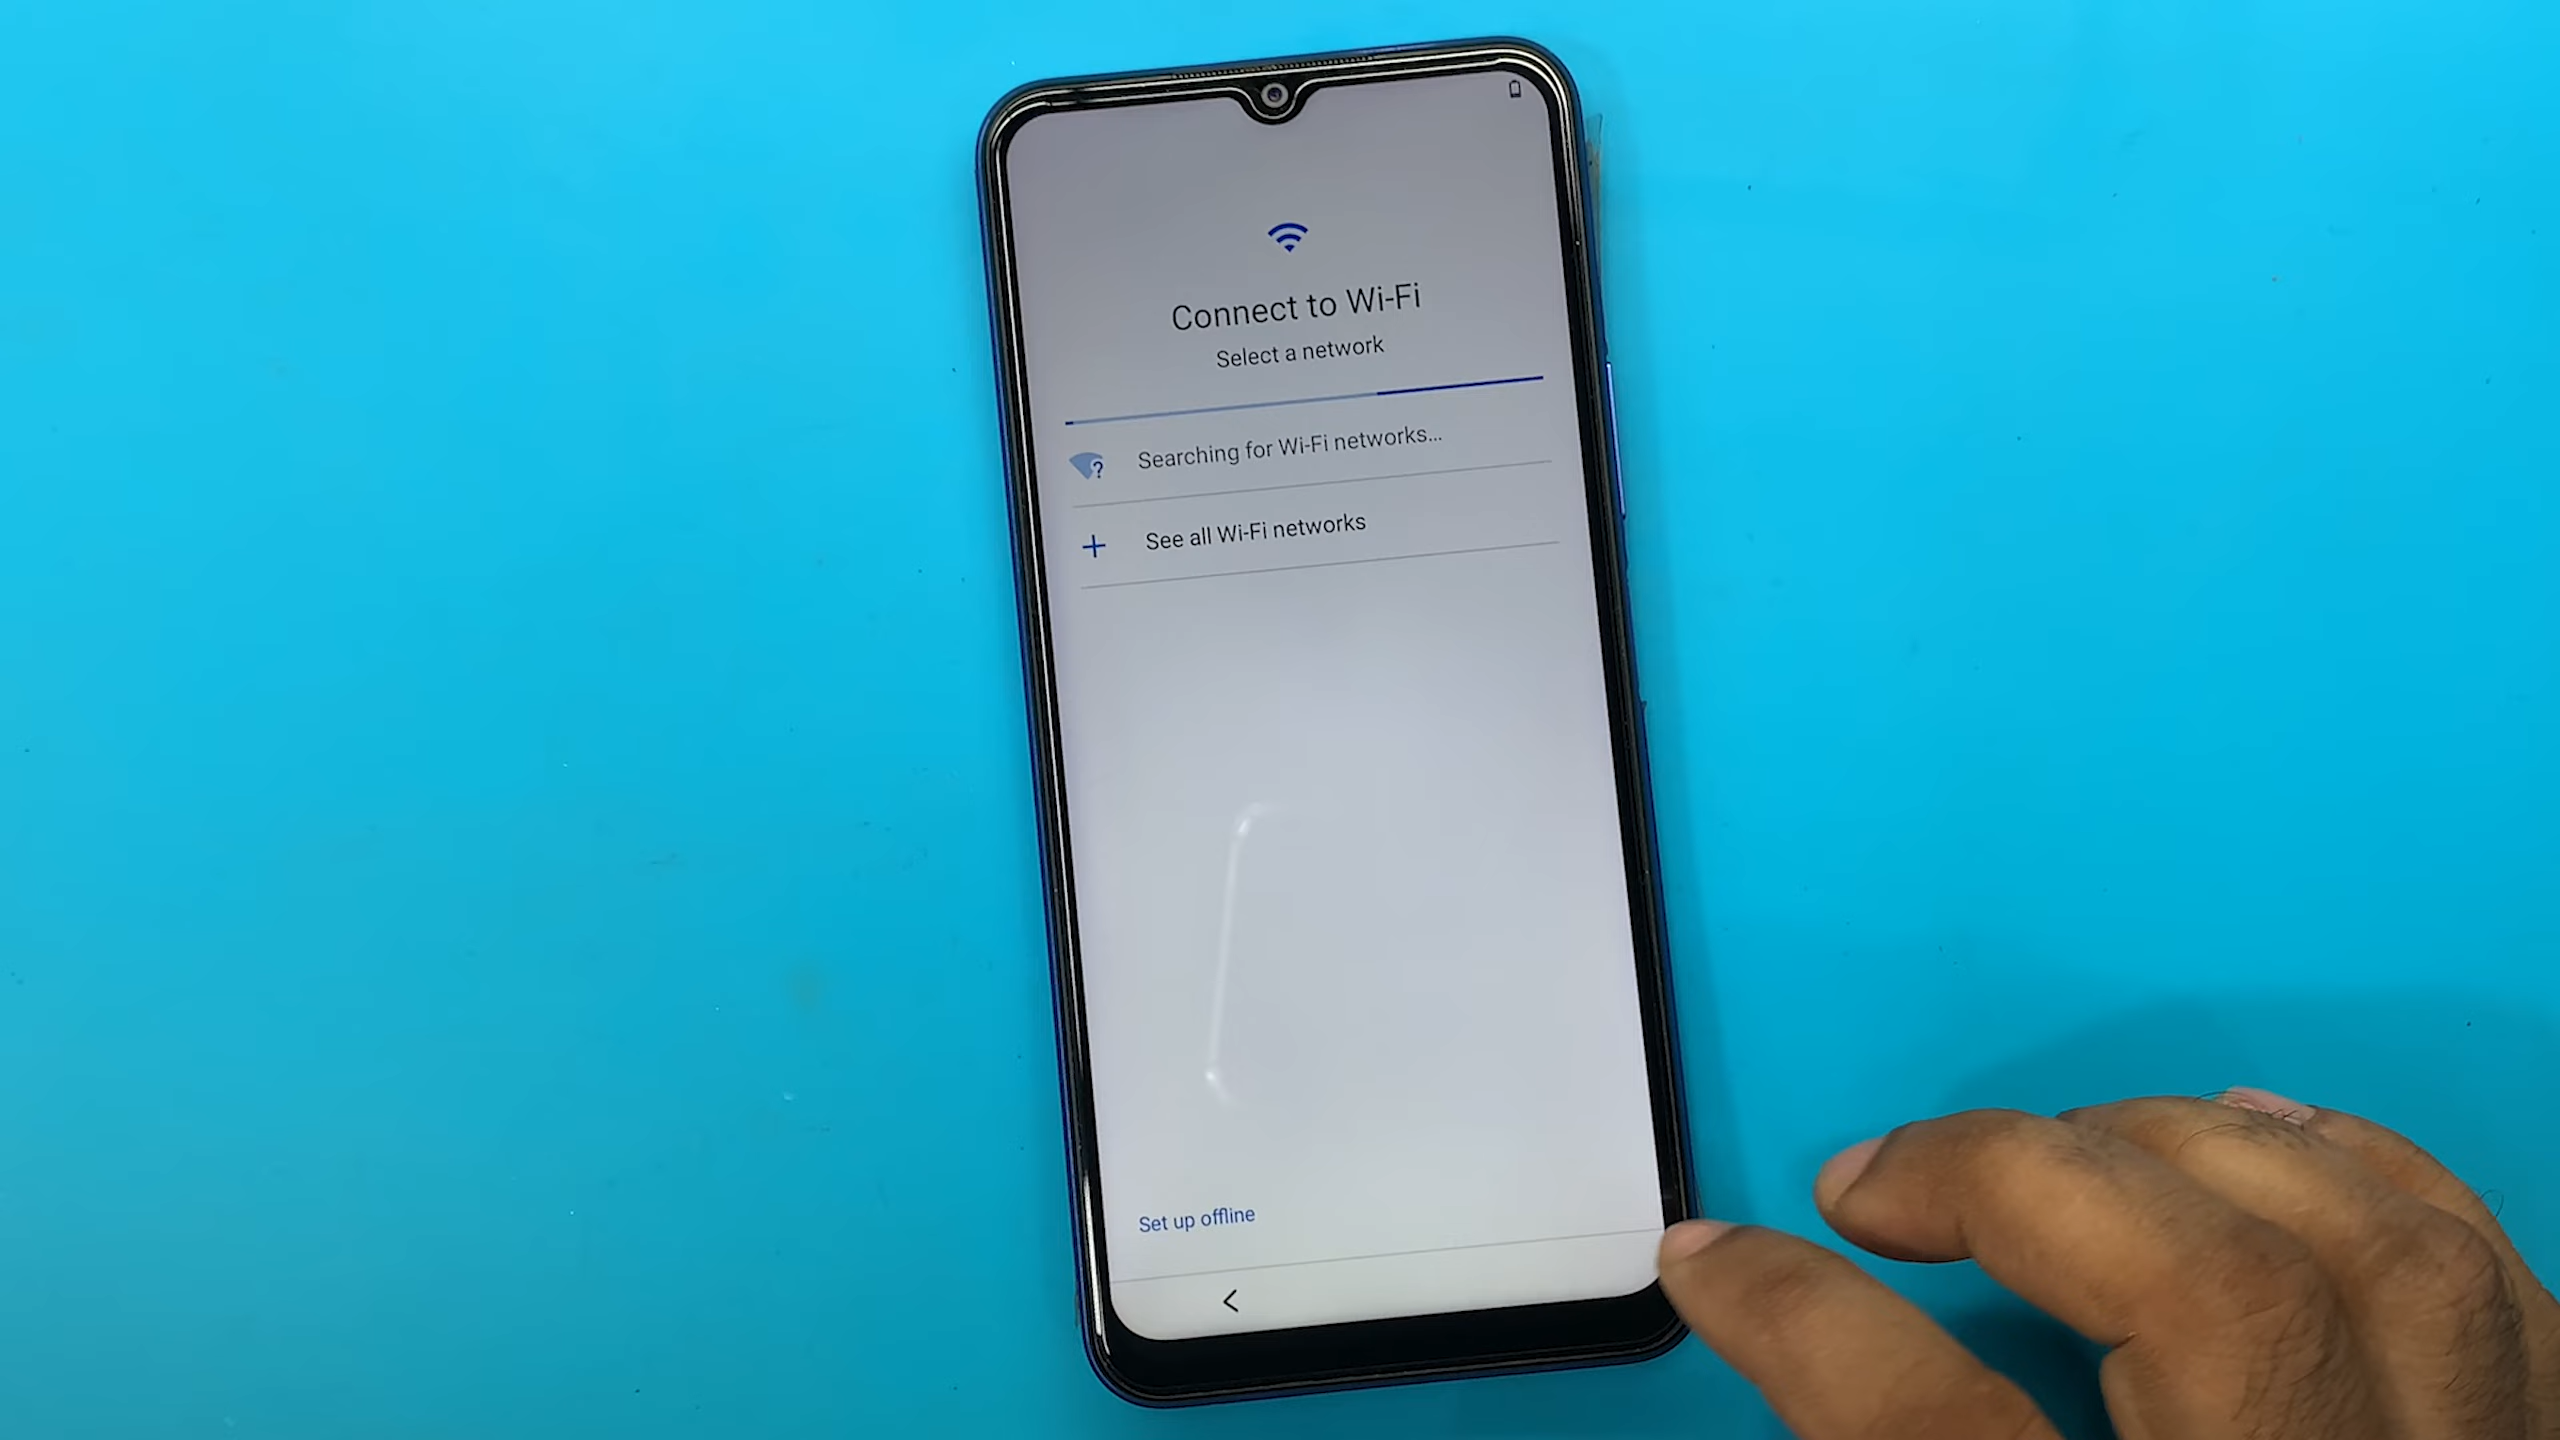 Connect to Wi-Fi
Select a network
Searching for Wi-Fi networks...
See all Wi-Fi networks
Set up offline